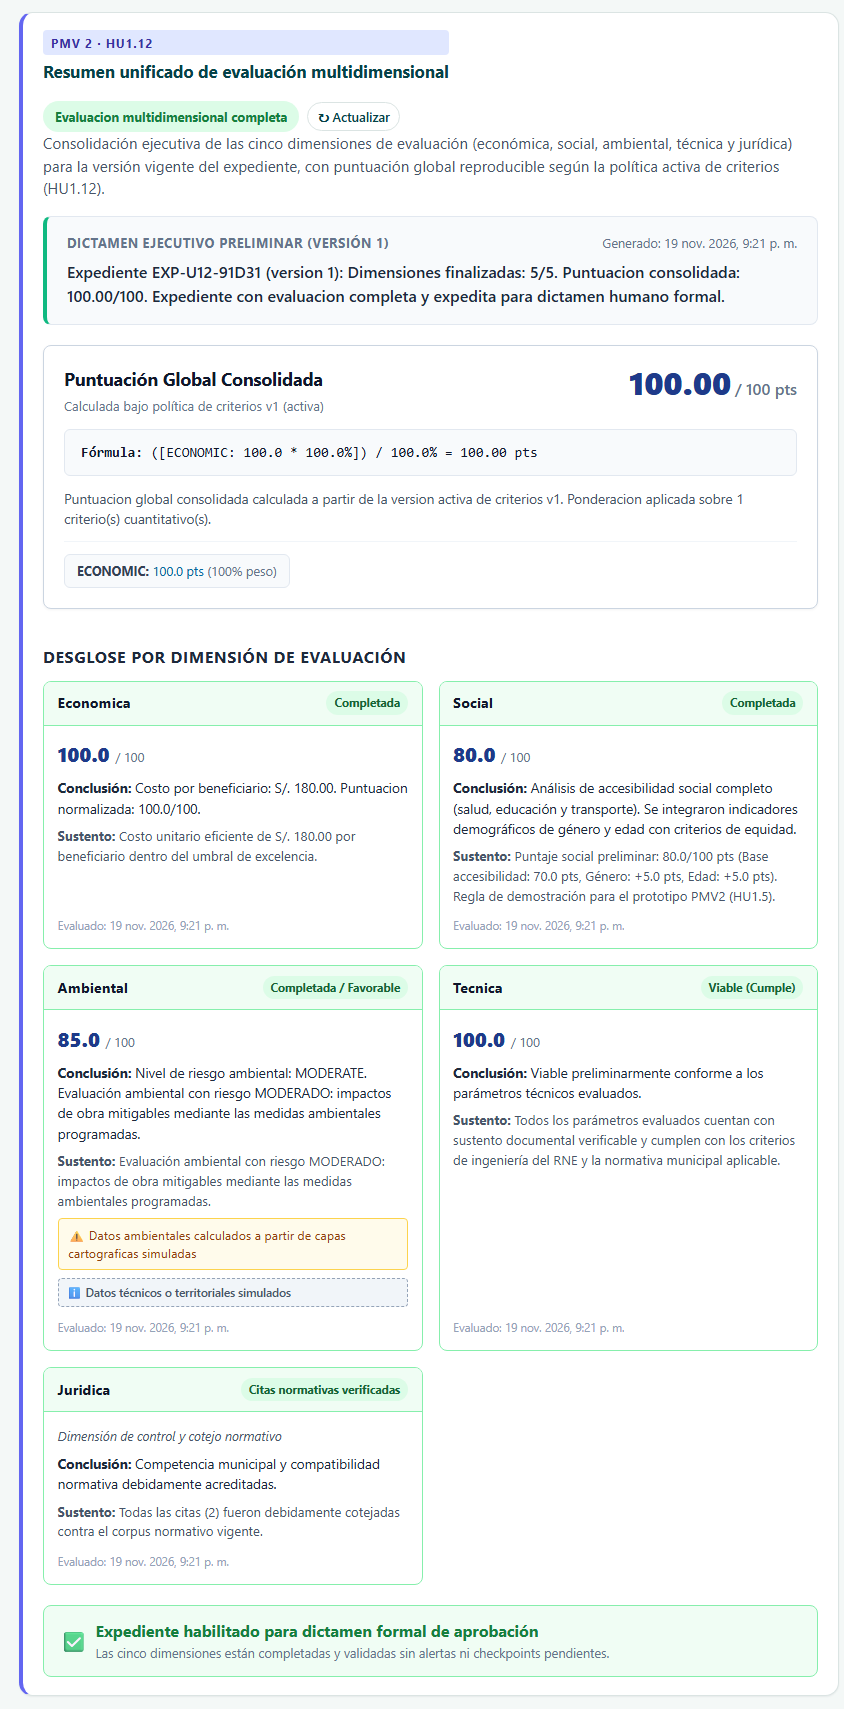 PMV 2 · HU1.12
Resumen unificado de evaluación multidimensional
Evaluacion multidimensional completa
↻ Actualizar
Consolidación ejecutiva de las cinco dimensiones de evaluación (económica, social, ambiental, técnica y jurídica)
para la versión vigente del expediente, con puntuación global reproducible según la política activa de criterios
(HU1.12).
DICTAMEN EJECUTIVO PRELIMINAR (VERSIÓN 1)
Generado: 19 nov. 2026, 9:21 p. m.
Expediente EXP-U12-91D31 (version 1): Dimensiones finalizadas: 5/5. Puntuacion consolidada:
100.00/100. Expediente con evaluacion completa y expedita para dictamen humano formal.
Puntuación Global Consolidada
100.00 / 100 pts
Calculada bajo política de criterios v1 (activa)
Fórmula: ([ECONOMIC: 100.0 * 100.0%]) / 100.0% = 100.00 pts
Puntuacion global consolidada calculada a partir de la version activa de criterios v1. Ponderacion aplicada sobre 1
criterio(s) cuantitativo(s).
ECONOMIC: 100.0 pts (100% peso)
DESGLOSE POR DIMENSIÓN DE EVALUACIÓN
Economica
Completada
100.0 / 100
Conclusión: Costo por beneficiario: S/. 180.00. Puntuacion
normalizada: 100.0/100.
Sustento: Costo unitario eficiente de S/. 180.00 por
beneficiario dentro del umbral de excelencia.
Evaluado: 19 nov. 2026, 9:21 p. m.
Social
Completada
80.0 / 100
Conclusión: Análisis de accesibilidad social completo
(salud, educación y transporte). Se integraron indicadores
demográficos de género y edad con criterios de equidad.
Sustento: Puntaje social preliminar: 80.0/100 pts (Base
accesibilidad: 70.0 pts, Género: +5.0 pts, Edad: +5.0 pts).
Regla de demostración para el prototipo PMV2 (HU1.5).
Evaluado: 19 nov. 2026, 9:21 p. m.
Ambiental
Completada / Favorable
85.0 / 100
Conclusión: Nivel de riesgo ambiental: MODERATE.
Evaluación ambiental con riesgo MODERADO: impactos
de obra mitigables mediante las medidas ambientales
programadas.
Sustento: Evaluación ambiental con riesgo MODERADO:
impactos de obra mitigables mediante las medidas
ambientales programadas.
⚠️ Datos ambientales calculados a partir de capas
cartograficas simuladas
ℹ️ Datos técnicos o territoriales simulados
Evaluado: 19 nov. 2026, 9:21 p. m.
Tecnica
Viable (Cumple)
100.0 / 100
Conclusión: Viable preliminarmente conforme a los
parámetros técnicos evaluados.
Sustento: Todos los parámetros evaluados cuentan con
sustento documental verificable y cumplen con los criterios
de ingeniería del RNE y la normativa municipal aplicable.
Evaluado: 19 nov. 2026, 9:21 p. m.
Juridica
Citas normativas verificadas
Dimensión de control y cotejo normativo
Conclusión: Competencia municipal y compatibilidad
normativa debidamente acreditadas.
Sustento: Todas las citas (2) fueron debidamente cotejadas
contra el corpus normativo vigente.
Evaluado: 19 nov. 2026, 9:21 p. m.
✅ Expediente habilitado para dictamen formal de aprobación
Las cinco dimensiones están completadas y validadas sin alertas ni checkpoints pendientes.